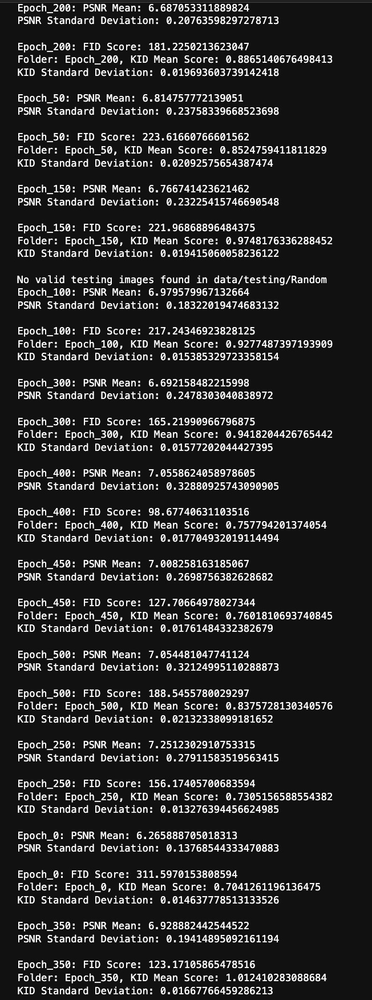 Epoch_200: PSNR Mean: 6.687053311889824
PSNR Standard Deviation: 0.20763598297278713
Epoch_200: FID Score: 181.2250213623047
Folder: Epoch_200, KID Mean Score: 0.8865140676498413
KID Standard Deviation: 0.019693603739142418
Epoch_50: PSNR Mean: 6.814757772139051
PSNR Standard Deviation: 0.23758339668523698
Epoch_50: FID Score: 223.61660766601562
Folder: Epoch_50, KID Mean Score: 0.8524759411811829
KID Standard Deviation: 0.02092575654387474
Epoch_150: PSNR Mean: 6.766741423621462
PSNR Standard Deviation: 0.23225415746690548
Epoch_150: FID Score: 221.96868896484375
Folder: Epoch_150, KID Mean Score: 0.9748176336288452
KID Standard Deviation: 0.019415060058236122
No valid testing images found in data/testing/Random
Epoch_100: PSNR Mean: 6.979579967132664
PSNR Standard Deviation: 0.18322019474683132
Epoch_100: FID Score: 217.24346923828125
Folder: Epoch_100, KID Mean Score: 0.9277487397193909
KID Standard Deviation: 0.015385329723358154
Epoch_300: PSNR Mean: 6.692158482215998
PSNR Standard Deviation: 0.2478303040838972
Epoch_300: FID Score: 165.21990966796875
Folder: Epoch_300, KID Mean Score: 0.9418204426765442
KID Standard Deviation: 0.01577202044427395
Epoch_400: PSNR Mean: 7.0558624058978605
PSNR Standard Deviation: 0.32880925743090905
Epoch_400: FID Score: 98.67740631103516
Folder: Epoch_400, KID Mean Score: 0.757794201374054
KID Standard Deviation: 0.017704932019114494
Epoch_450: PSNR Mean: 7.008258163185067
PSNR Standard Deviation: 0.2698756382628682
Epoch_450: FID Score: 127.70664978027344
Folder: Epoch_450, KID Mean Score: 0.7601810693740845
KID Standard Deviation: 0.01761484332382679
Epoch_500: PSNR Mean: 7.054481047741124
PSNR Standard Deviation: 0.32124995110288873
Epoch_500: FID Score: 188.5455780029297
Folder: Epoch_500, KID Mean Score: 0.8375728130340576
KID Standard Deviation: 0.02132338099181652
Epoch_250: PSNR Mean: 7.2512302910753315
PSNR Standard Deviation: 0.27911583519563415
Epoch_250: FID Score: 156.17405700683594
Folder: Epoch_250, KID Mean Score: 0.7305156588554382
KID Standard Deviation: 0.013276394456624985
Epoch_0: PSNR Mean: 6.265888705018313
PSNR Standard Deviation: 0.13768544333470883
Epoch_0: FID Score: 311.5970153808594
Folder: Epoch_0, KID Mean Score: 0.7041261196136475
KID Standard Deviation: 0.014637778513133526
Epoch_350: PSNR Mean: 6.928882442544522
PSNR Standard Deviation: 0.19414895092161194
Epoch_350: FID Score: 123.17105865478516
Folder: Epoch_350, KID Mean Score: 1.012410283088684
KID Standard Deviation: 0.01667766459286213